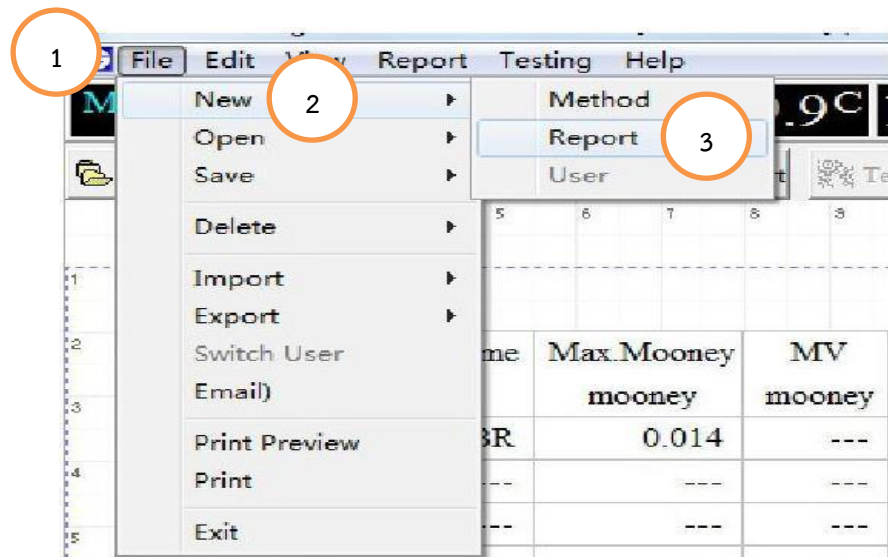 1
File Edit View Report Testing Help
M .9C
New 2 Method
Open Report 3
Save User
t Te
5 6 7 8 9
Delete
1
Import
Export
2
Switch User me Max.Mooney MV
Email) mooney mooney
3
Print Preview BR 0.014 ---
4
Print --- --- ---
5
Exit --- --- ---